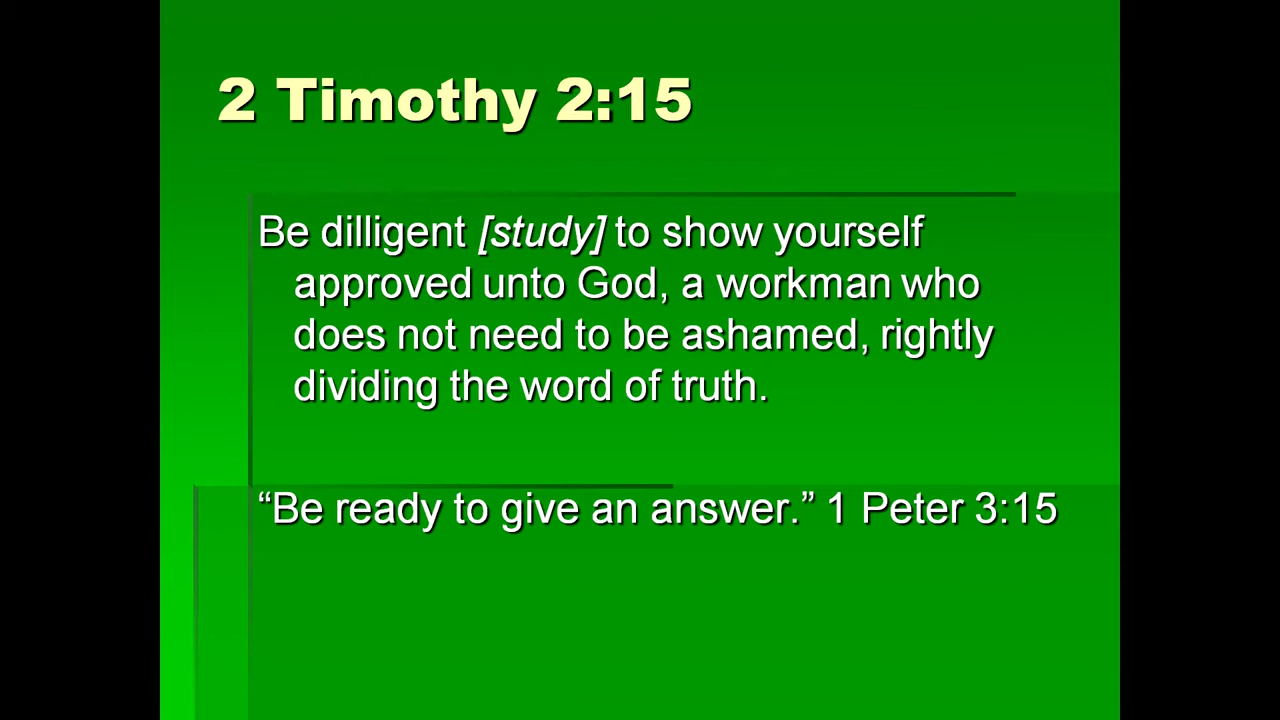 2 Timothy 2:15
Be dilligent [study] to show yourself
approved unto God, a workman who
does not need to be ashamed, rightly
dividing the word of truth.
“Be ready to give an answer.” 1 Peter 3:15